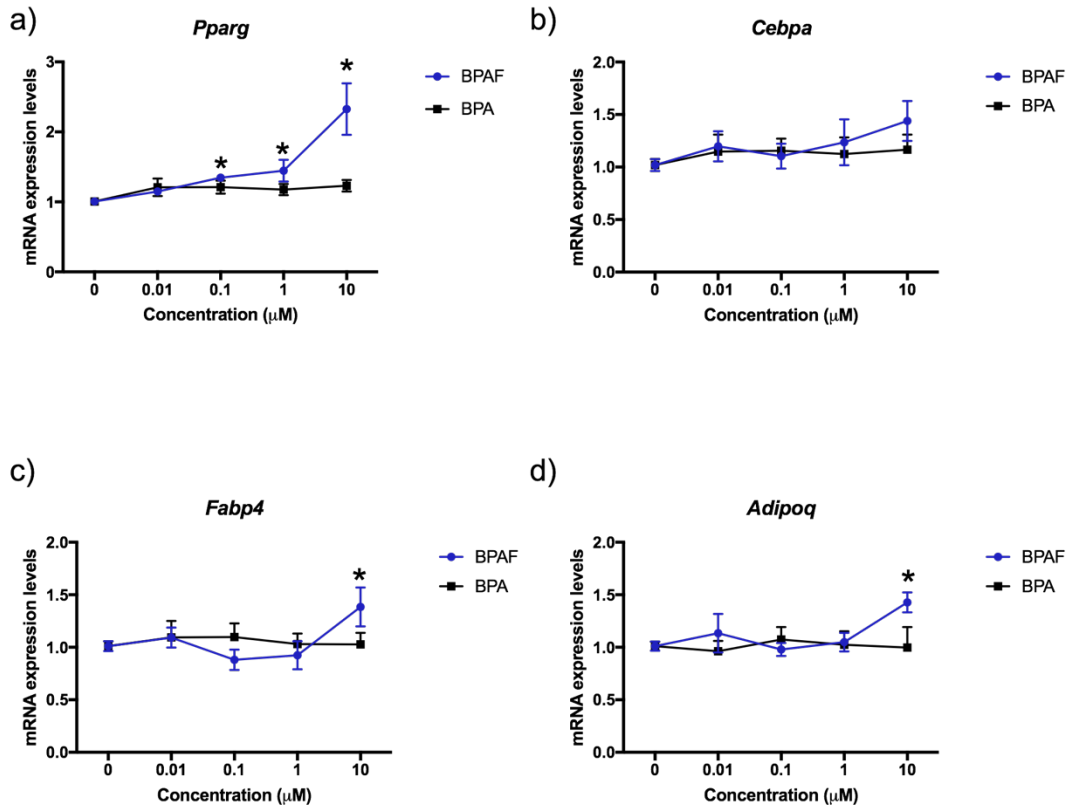 a)
Pparg
mRNA expression levels
3
2
1
0
*
*
*
0 0.01 0.1 1 10
Concentration (μM)
BPAF
BPA
b)
Cebpa
mRNA expression levels
2.0
1.5
1.0
0.5
0.0
0 0.01 0.1 1 10
Concentration (μM)
BPAF
BPA
c)
Fabp4
mRNA expression levels
2.0
1.5
1.0
0.5
0.0
*
0 0.01 0.1 1 10
Concentration (μM)
BPAF
BPA
d)
Adipoq
mRNA expression levels
2.0
1.5
1.0
0.5
0.0
*
0 0.01 0.1 1 10
Concentration (μM)
BPAF
BPA